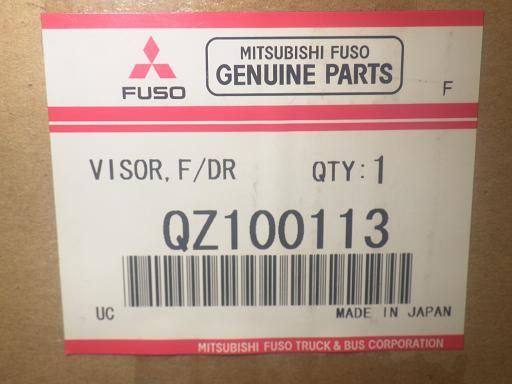 MITSUBISHI FUSO
GENUINE PARTS
FUSO
F
VISOR, F/DR QTY: 1
QZ100113
UC MADE IN JAPAN
MITSUBISHI FUSO TRUCK & BUS CORPORATION